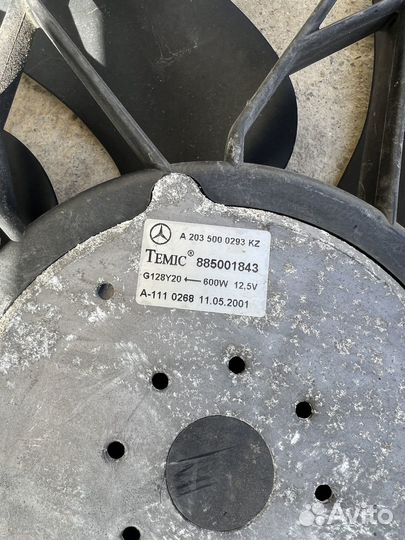 A 203 500 0293 KZ
TEMIC® 885001843
G128Y20 ← 600W 12,5V
A-111 0268 11.05.2001
Avito